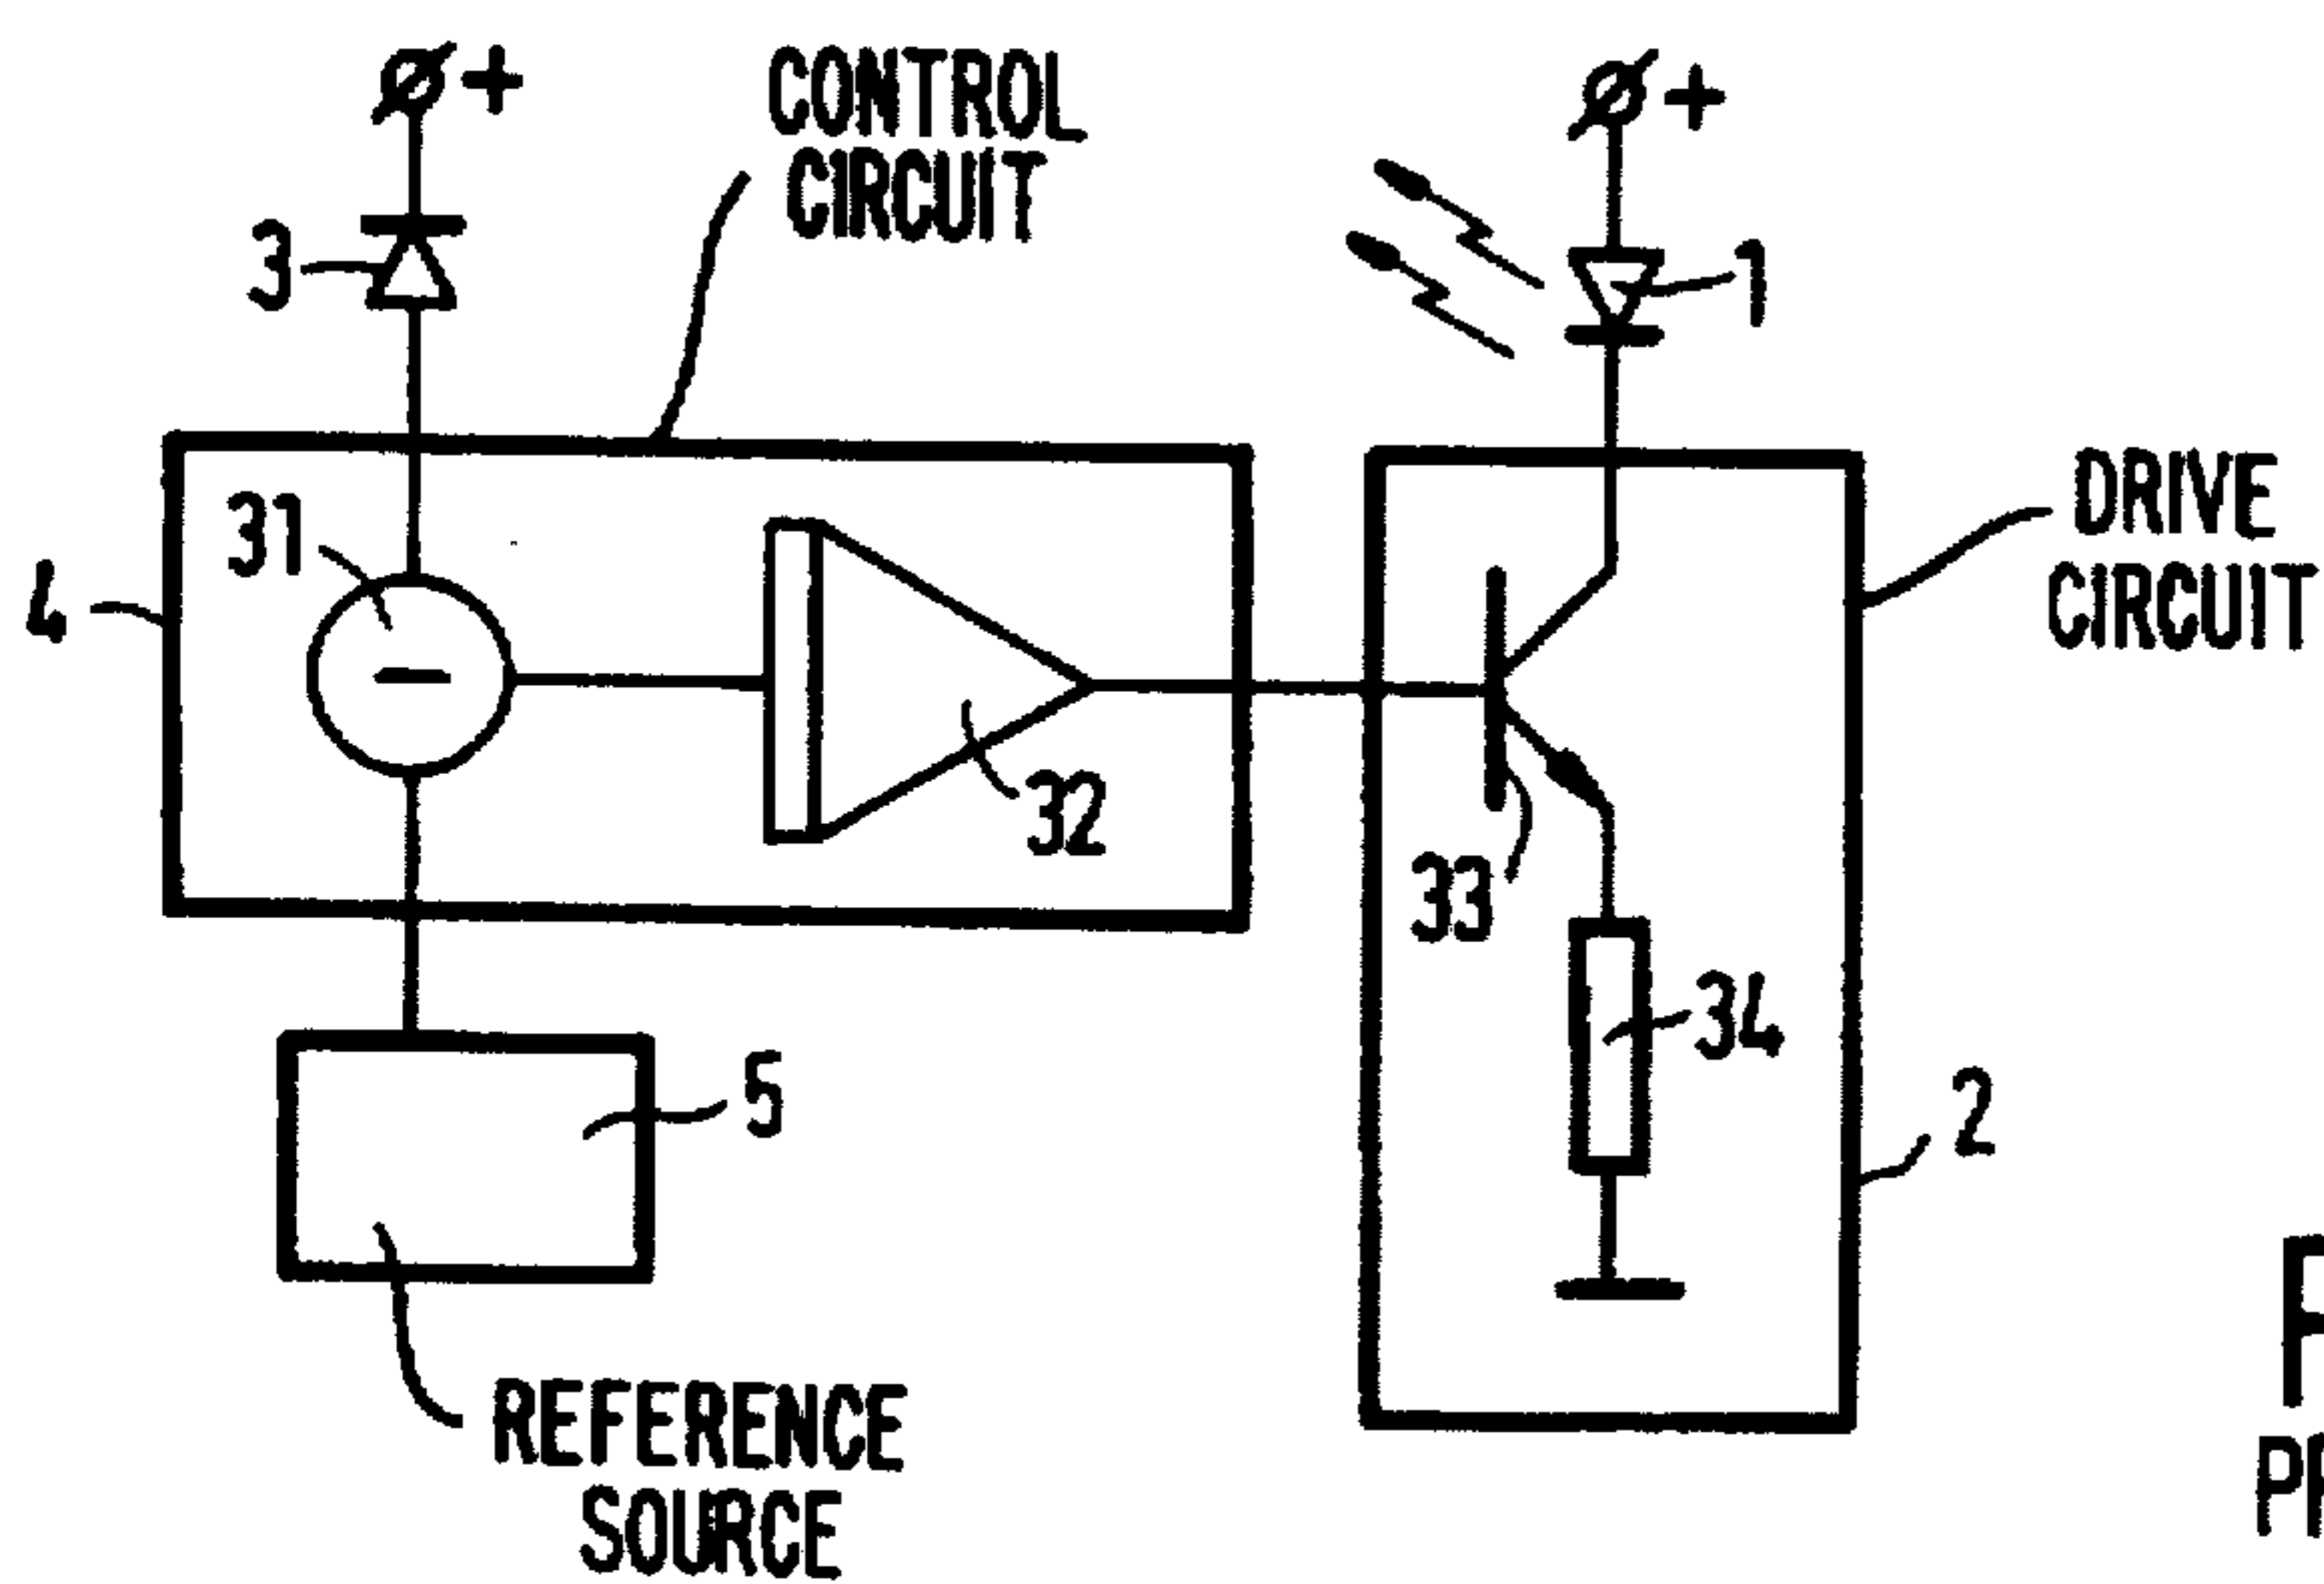 +
CONTROL
CIRCUIT
+
3
1
31
4
DRIVE
CIRCUIT
32
33
34
5
2
REFERENCE
SOURCE